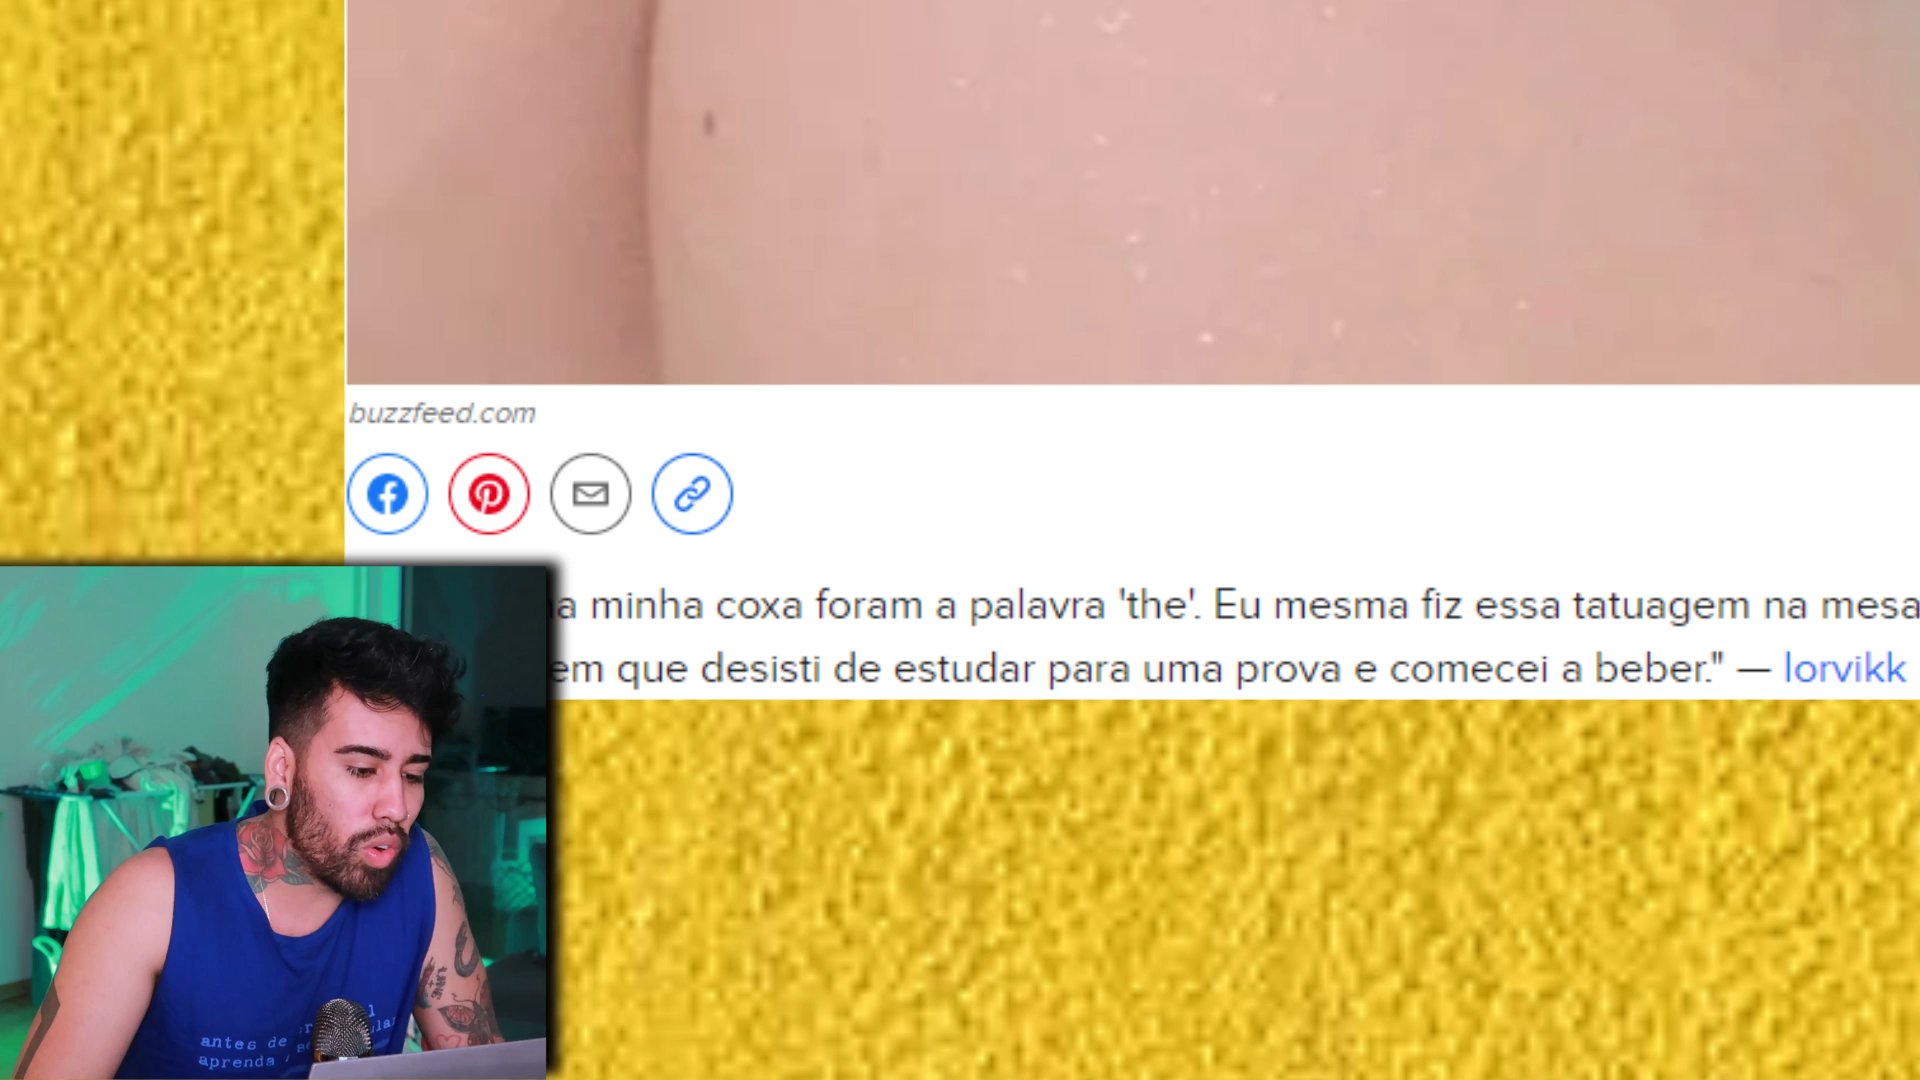 buzzfeed.com
minha coxa foram a palavra 'the'. Eu mesma fiz essa tatuagem na mesa
em que desisti de estudar para uma prova e comecei a beber." — lorvikk
antes de
aprenda